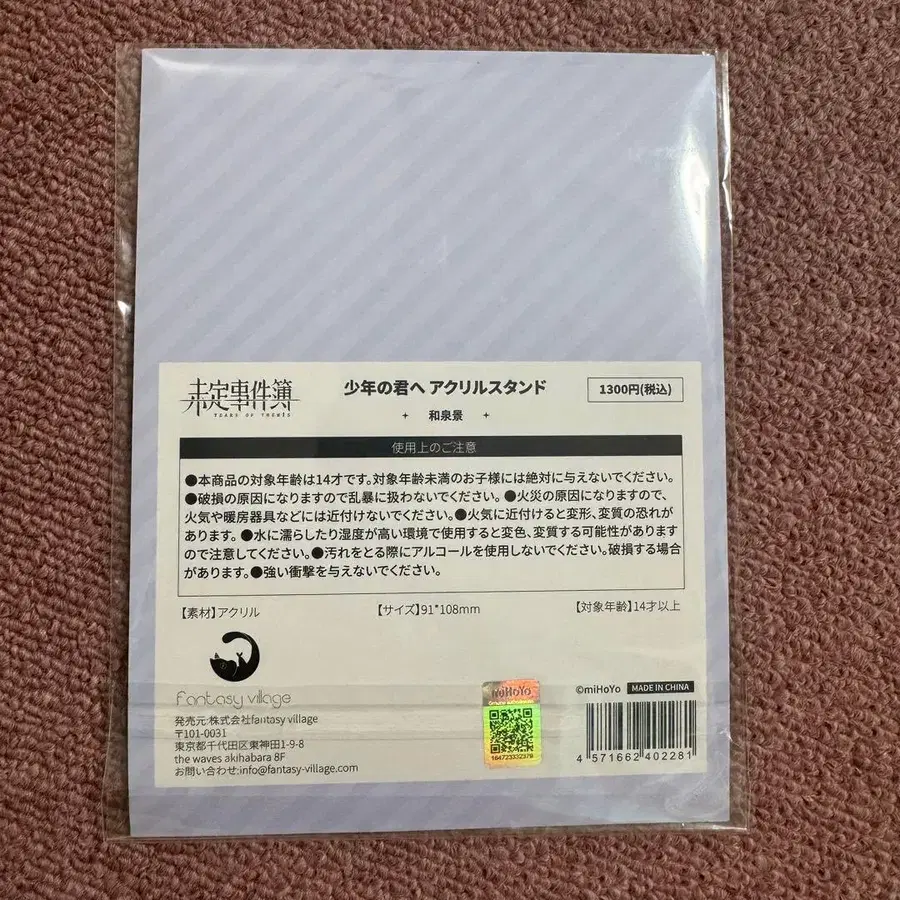 未定事件簿
TEARS OF THEMIS
少年の君へ アクリルスタンド
和泉景
1300円(税込)
使用上のご注意
●本商品の対象年齢は14才です。対象年齢未満のお子様には絶対に与えないでください。
●破損の原因になりますので乱暴に扱わないでください。●火災の原因になりますので、
火気や暖房器具などには近付けないでください。●火気に近付けると変形、変質の恐れが
あります。●水に濡らしたり湿度が高い環境で使用すると変色、変質する可能性があります
ので注意してください。●汚れをとる際にアルコールを使用しないでください。破損する場合
があります。●強い衝撃を与えないでください。
【素材】アクリル
【サイズ】91*108mm
【対象年齢】14才以上
fantasy village
発売元:株式会社fantasy village
〒101-0031
東京都千代田区東神田1-9-8
the waves akihabara 8F
お問い合わせ:info@fantasy-village.com
miHoYo
164723332379
©miHoYo
MADE IN CHINA
4 571662 402281